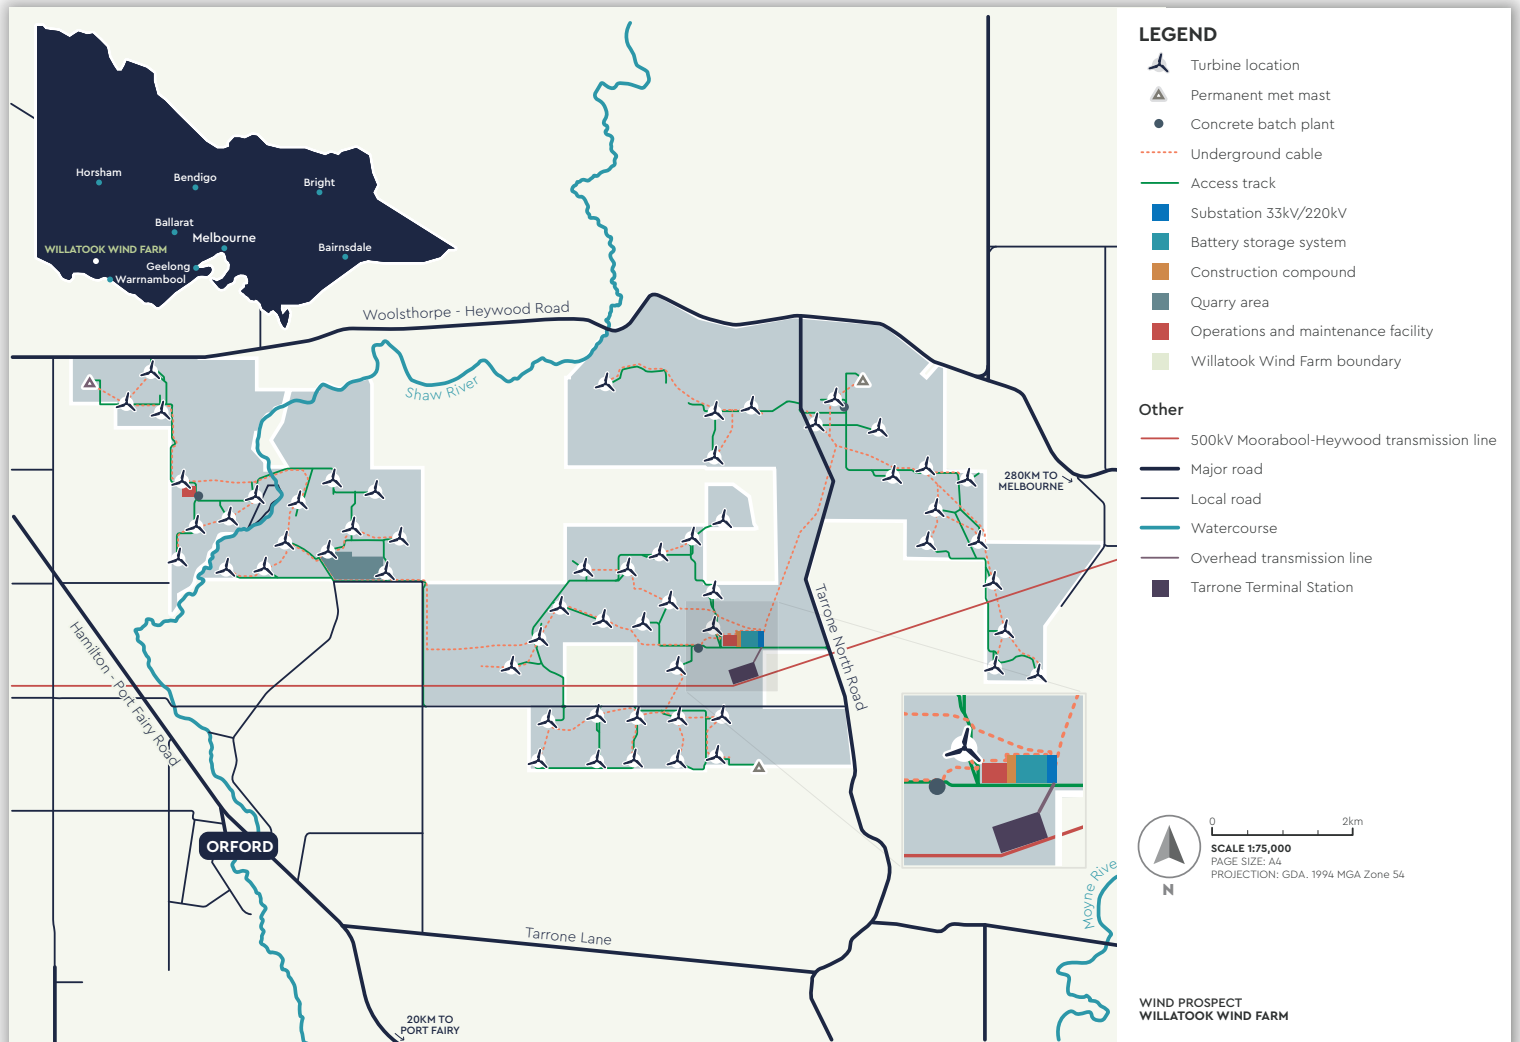 Horsham
Bendigo
Bright
Ballarat
Melbourne
WILLATOOK WIND FARM
Bairnsdale
Geelong
Warrnambool
Woolsthorpe - Heywood Road
Shaw River
280KM TO
MELBOURNE
Tarrone North Road
Hamilton - Port Fairy Road
ORFORD
Tarrone Lane
Moyne Rive
20KM TO
PORT FAIRY
LEGEND
Turbine location
Permanent met mast
Concrete batch plant
Underground cable
Access track
Substation 33kV/220kV
Battery storage system
Construction compound
Quarry area
Operations and maintenance facility
Willatook Wind Farm boundary
Other
500kV Moorabool-Heywood transmission line
Major road
Local road
Watercourse
Overhead transmission line
Tarrone Terminal Station
0 2km
SCALE 1:75,000
PAGE SIZE: A4
PROJECTION: GDA. 1994 MGA Zone 54
N
WIND PROSPECT
WILLATOOK WIND FARM